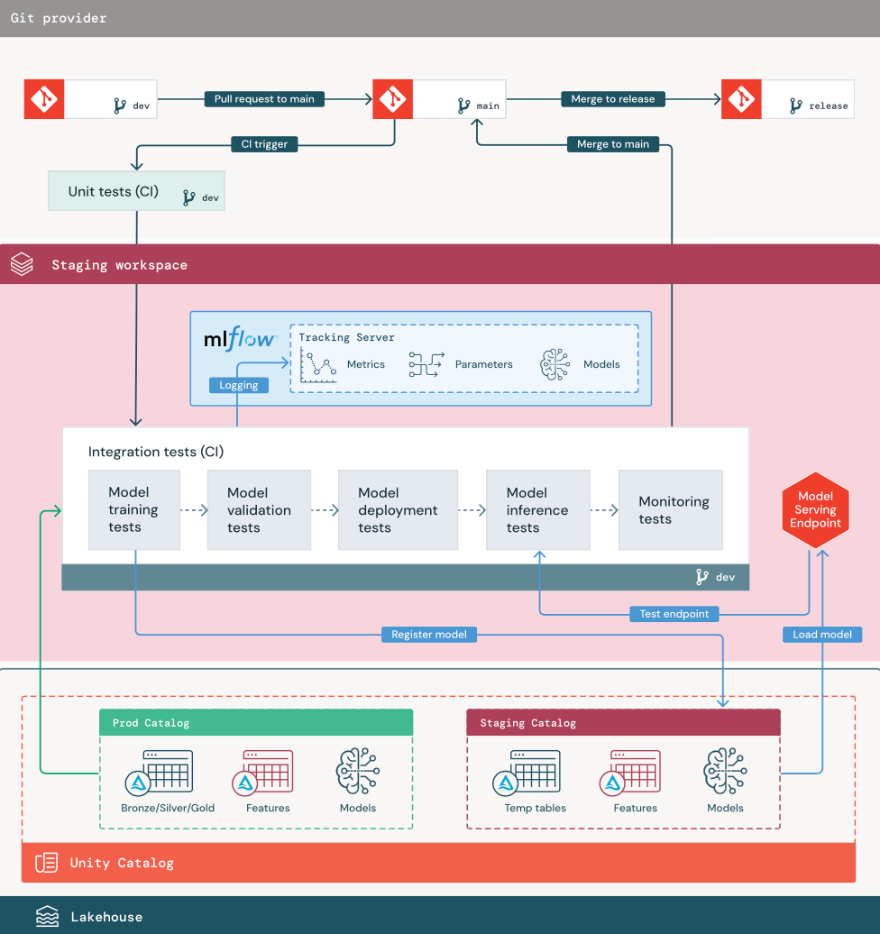 Git provider
dev
Pull request to main
main
Merge to release
release
CI trigger
Merge to main
Unit tests (CI)
dev
Staging workspace
mlflow™
Tracking Server
Metrics
Parameters
Models
Logging
Integration tests (CI)
Model
training
tests
Model
validation
tests
Model
deployment
tests
Model
inference
tests
Monitoring
tests
Model
Serving
Endpoint
dev
Test endpoint
Register model
Load model
Prod Catalog
Bronze/Silver/Gold
Features
Models
Staging Catalog
Temp tables
Features
Models
Unity Catalog
Lakehouse